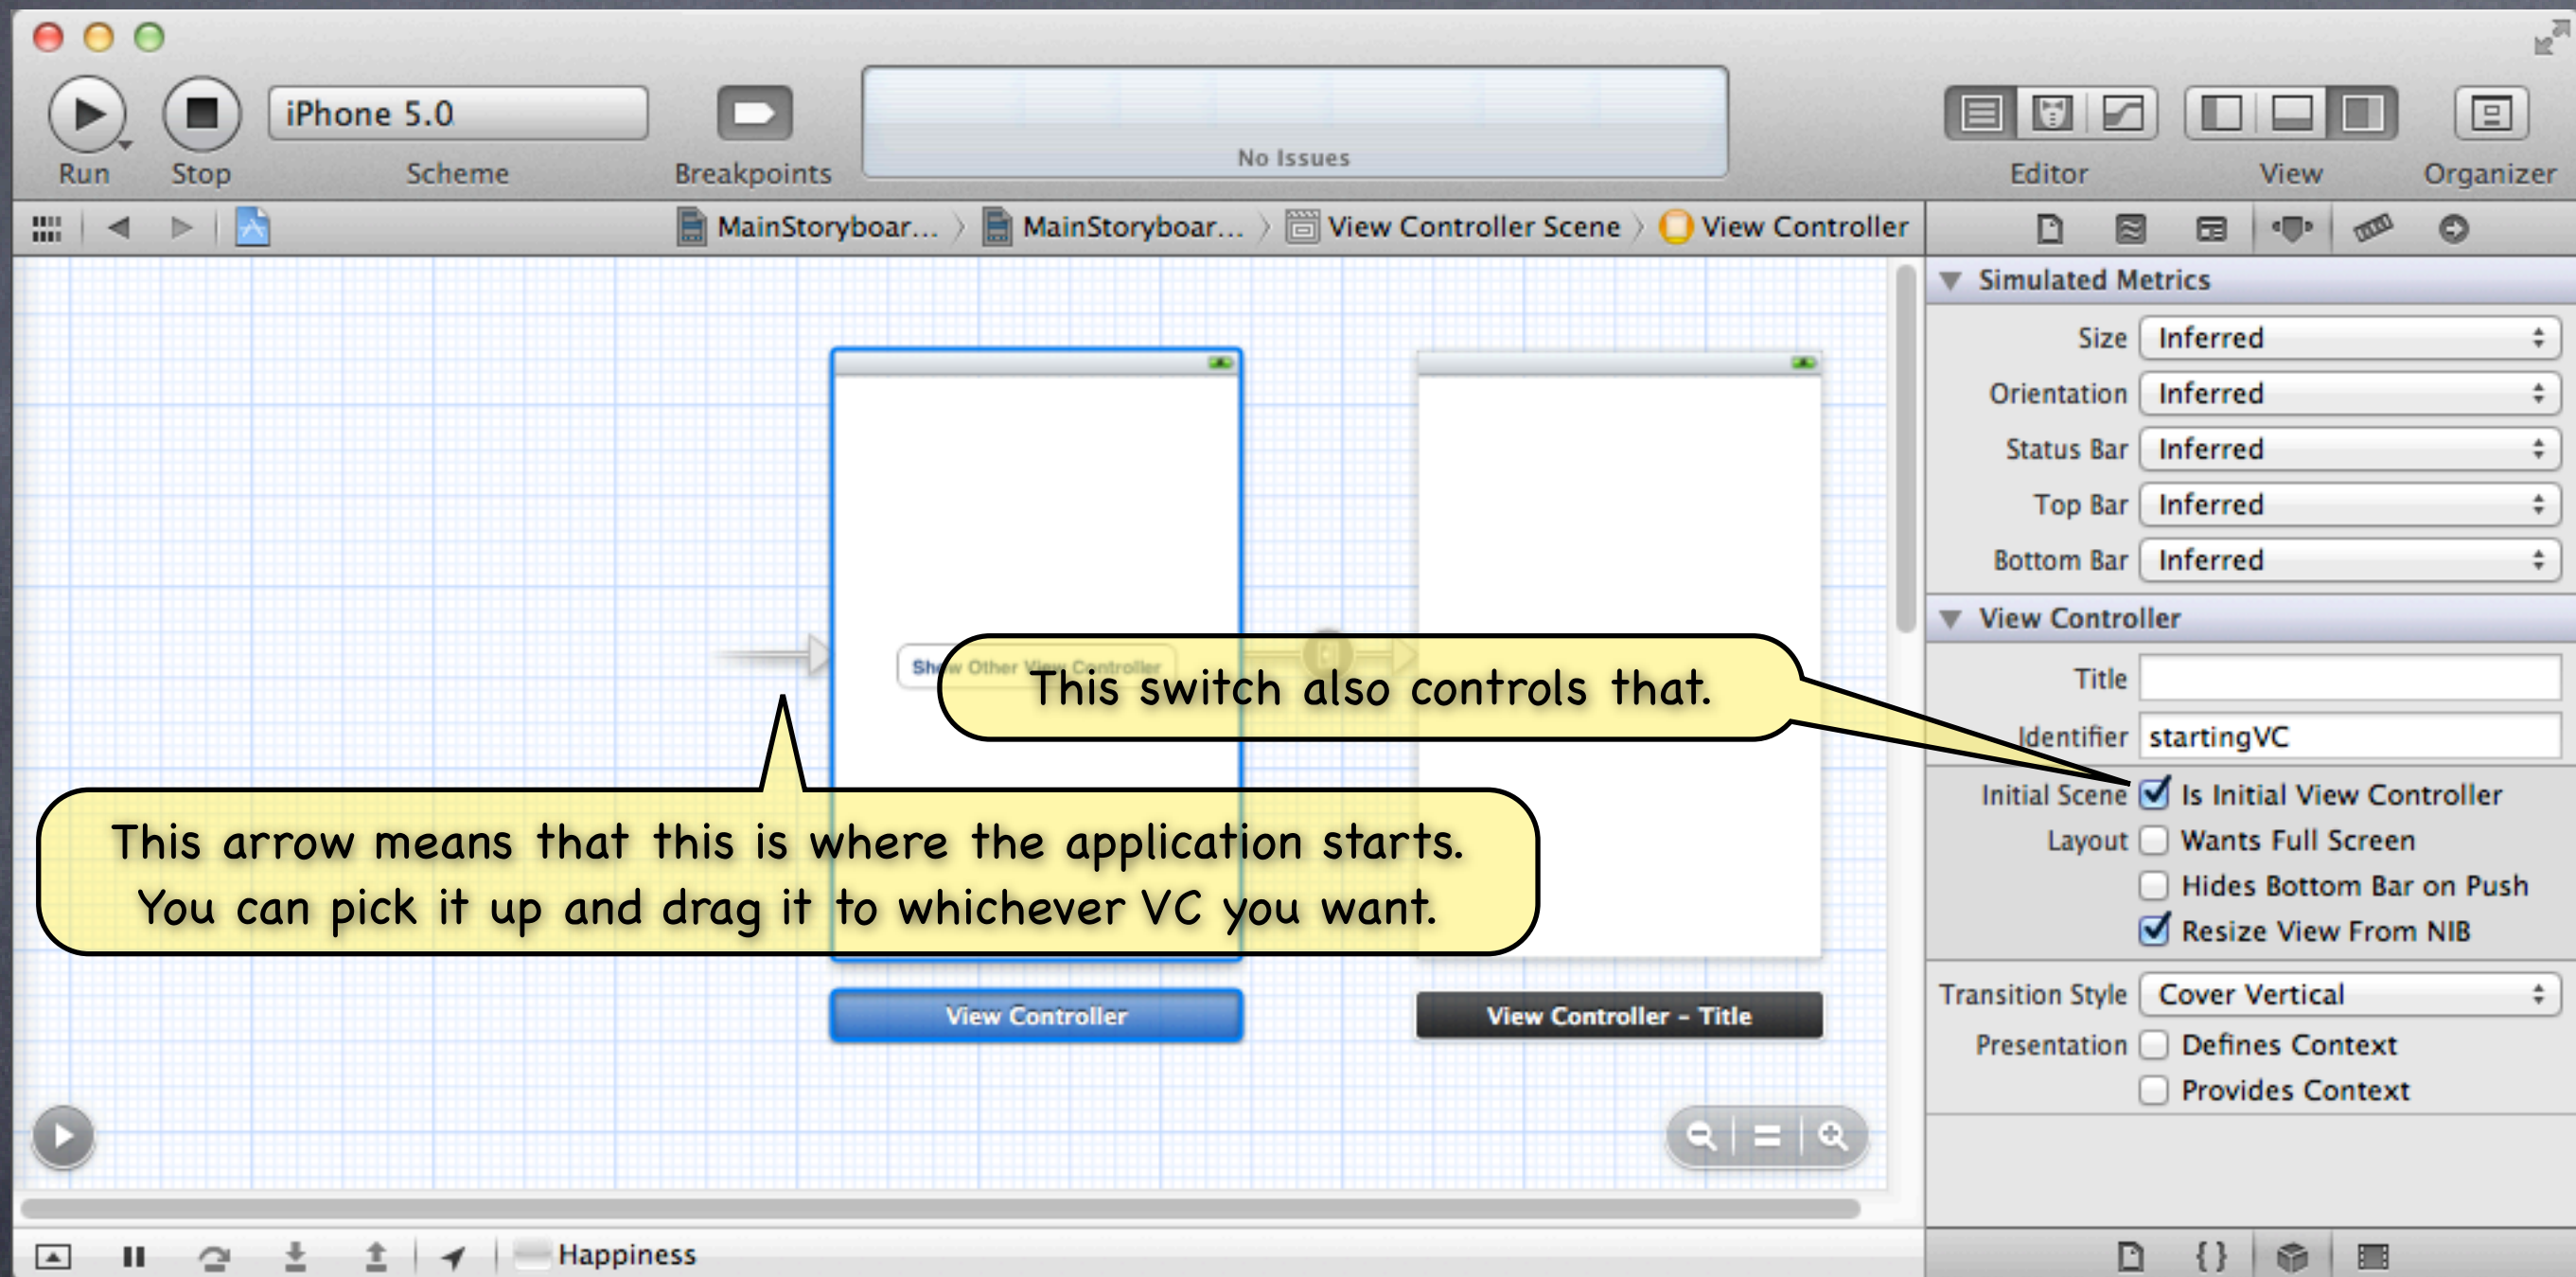 iPhone 5.0
No Issues
Run
Stop
Scheme
Breakpoints
Editor
View
Organizer
MainStoryboar...
MainStoryboar...
View Controller Scene
View Controller
Simulated Metrics
Size Inferred
Orientation Inferred
Status Bar Inferred
Top Bar Inferred
Bottom Bar Inferred
View Controller
Title
Identifier startingVC
Initial Scene Is Initial View Controller
Layout Wants Full Screen
Hides Bottom Bar on Push
Resize View From NIB
Transition Style Cover Vertical
Presentation Defines Context
Provides Context
Show Other View Controller
This switch also controls that.
This arrow means that this is where the application starts.
You can pick it up and drag it to whichever VC you want.
View Controller
View Controller - Title
Happiness